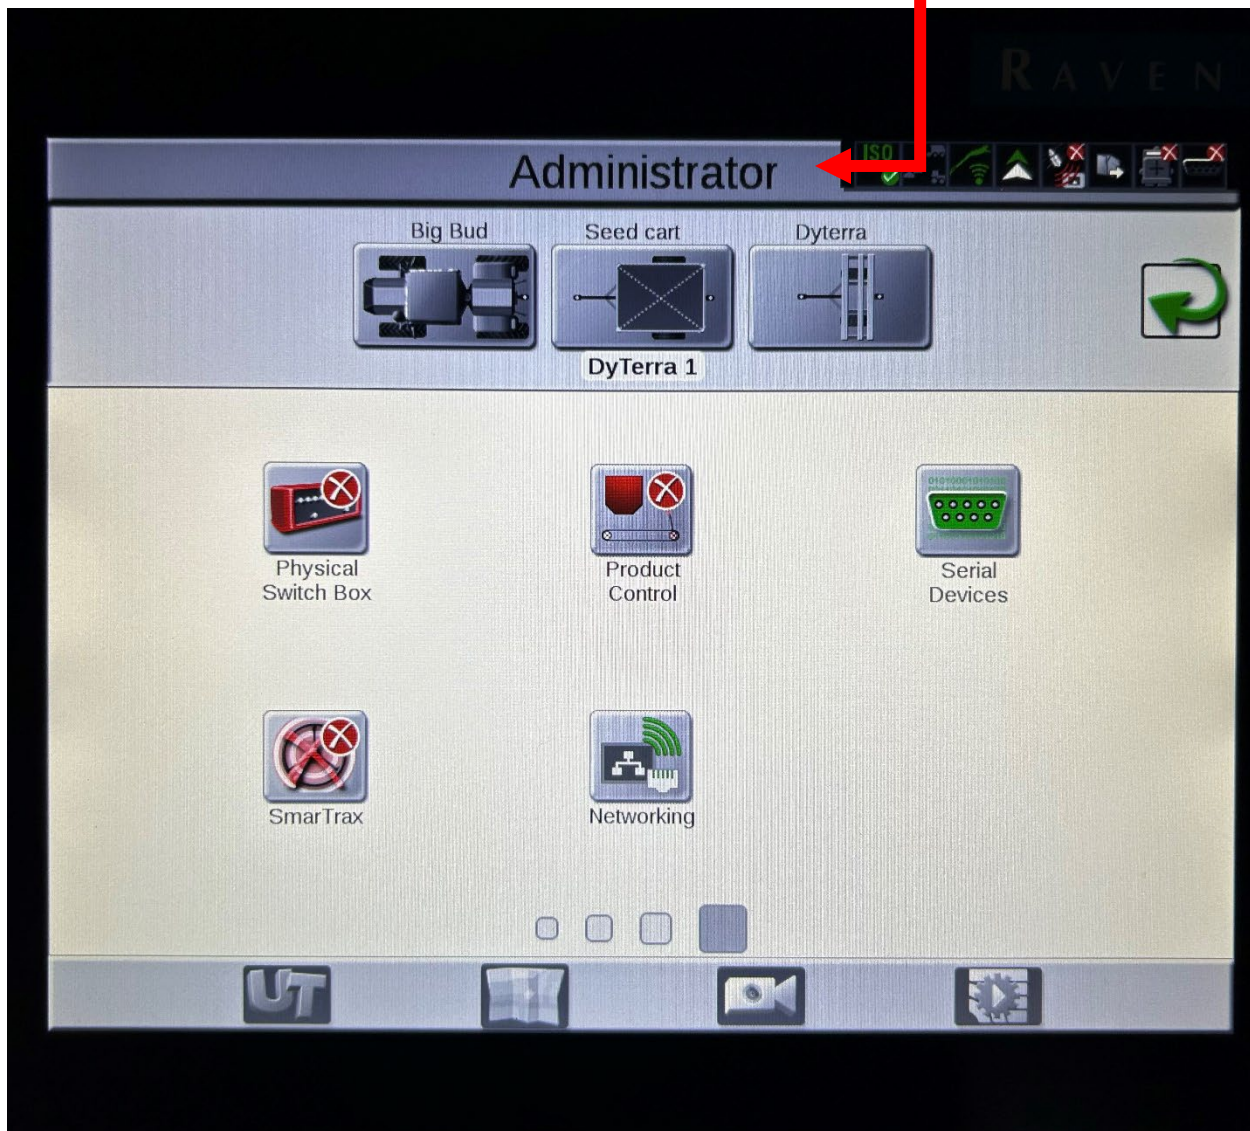 RAVEN
Administrator
ISO
Big Bud
Seed cart
Dyterra
DyTerra 1
Physical
Switch Box
Product
Control
Serial
Devices
SmarTrax
Networking
UT